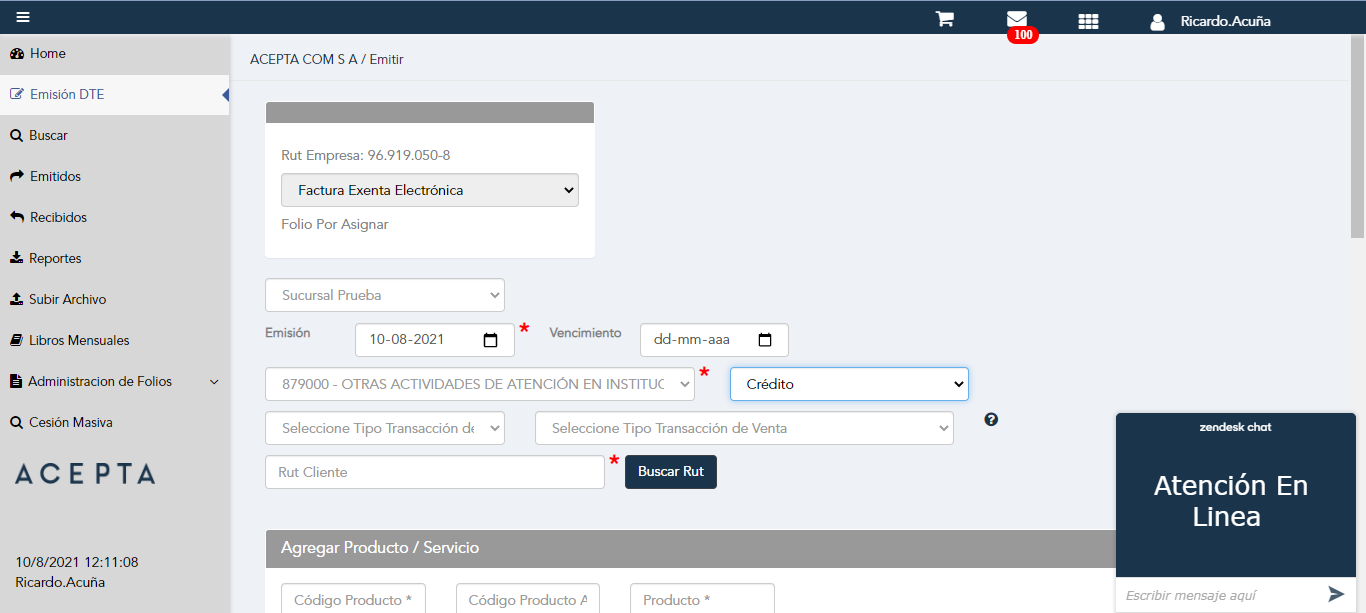 Ricardo.Acuña
100
Home
Emisión DTE
Buscar
Emitidos
Recibidos
Reportes
Subir Archivo
Libros Mensuales
Administracion de Folios
Cesión Masiva
ACEPTA
10/8/2021 12:11:08
Ricardo.Acuña
ACEPTA COM S A / Emitir
Rut Empresa: 96.919.050-8
Factura Exenta Electrónica
Folio Por Asignar
Sucursal Prueba
Emisión 10-08-2021 * Vencimiento dd-mm-aaa
879000 - OTRAS ACTIVIDADES DE ATENCIÓN EN INSTITUC * Crédito
Seleccione Tipo Transacción de Seleccione Tipo Transacción de Venta ?
Rut Cliente * Buscar Rut
Agregar Producto / Servicio
Código Producto * Código Producto A Producto *
zendesk chat
Atención En
Linea
Escribir mensaje aquí